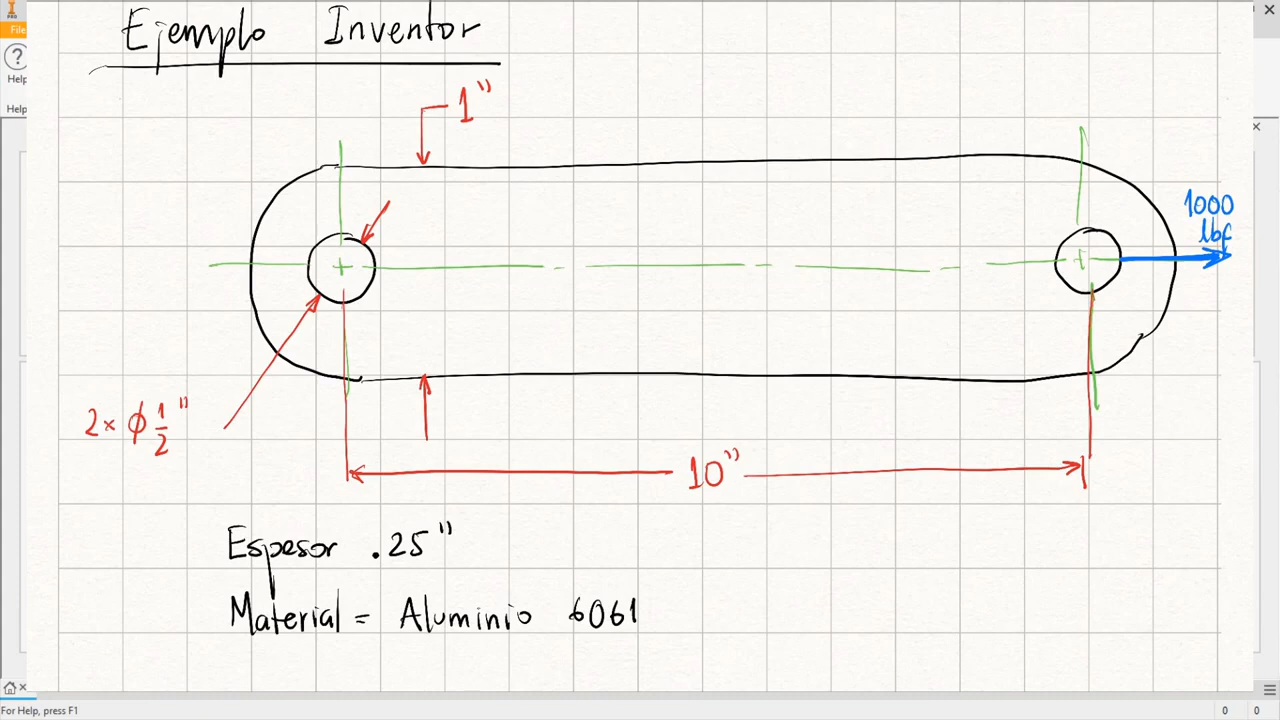 PRO
File
Ejemplo Inventor
Help
Help
1"
1000
lbf
2× ϕ 1/2"
10"
Espesor .25"
Material = Aluminio 6061
For Help, press F1
0 0